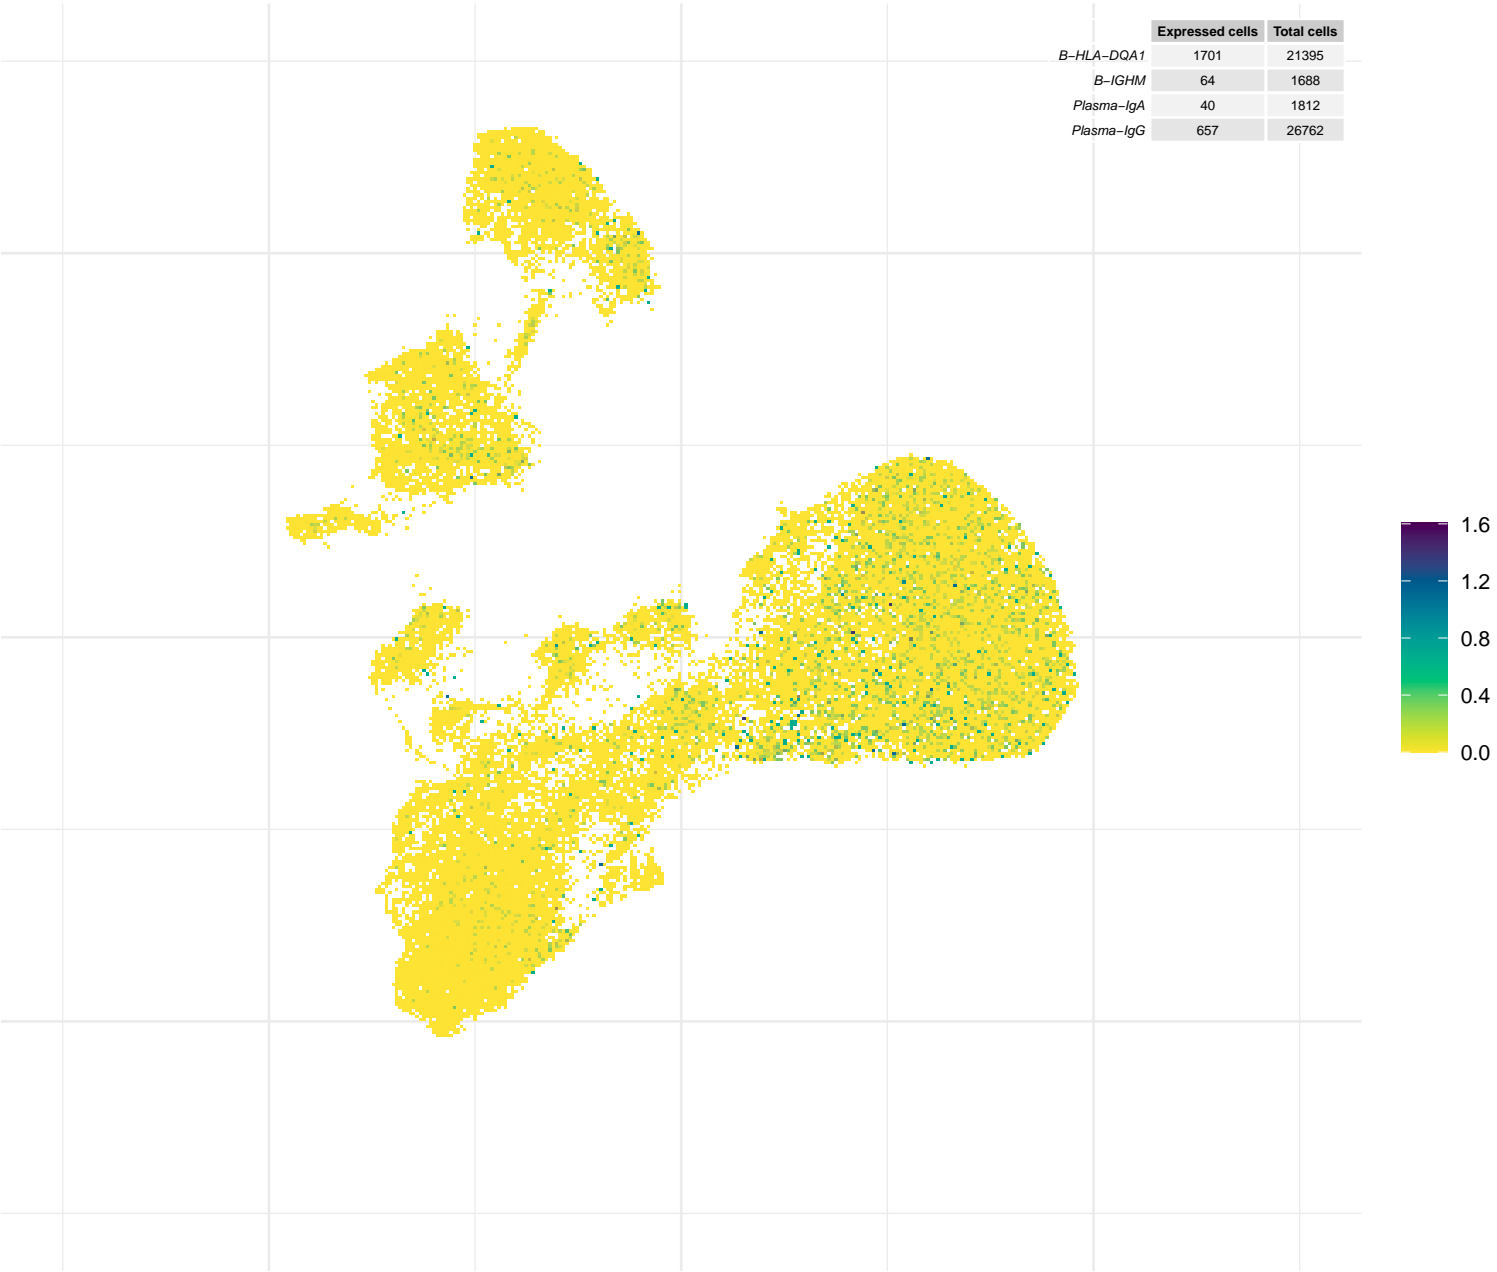 Expressed cells Total cells
B−HLA−DQA1 1701 21395
B−IGHM 64 1688
Plasma−IgA 40 1812
Plasma−IgG 657 26762
1.6
1.2
0.8
0.4
0.0